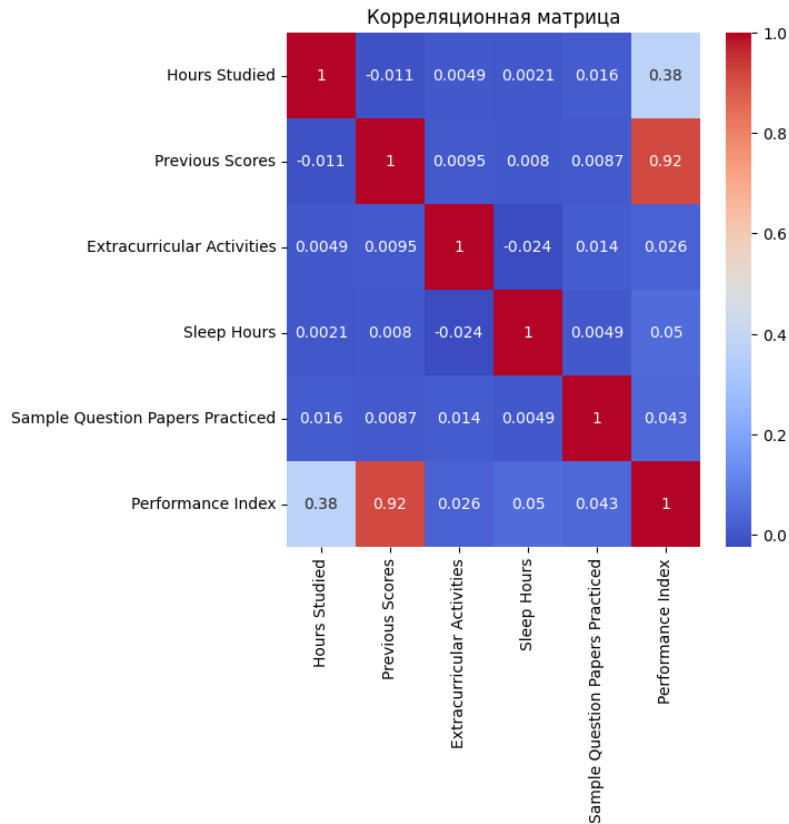 Корреляционная матрица
Hours Studied 1 -0.011 0.0049 0.0021 0.016 0.38
Previous Scores -0.011 1 0.0095 0.008 0.0087 0.92
Extracurricular Activities 0.0049 0.0095 1 -0.024 0.014 0.026
Sleep Hours 0.0021 0.008 -0.024 1 0.0049 0.05
Sample Question Papers Practiced 0.016 0.0087 0.014 0.0049 1 0.043
Performance Index 0.38 0.92 0.026 0.05 0.043 1
Hours Studied
Previous Scores
Extracurricular Activities
Sleep Hours
Sample Question Papers Practiced
Performance Index
1.0
0.8
0.6
0.4
0.2
0.0